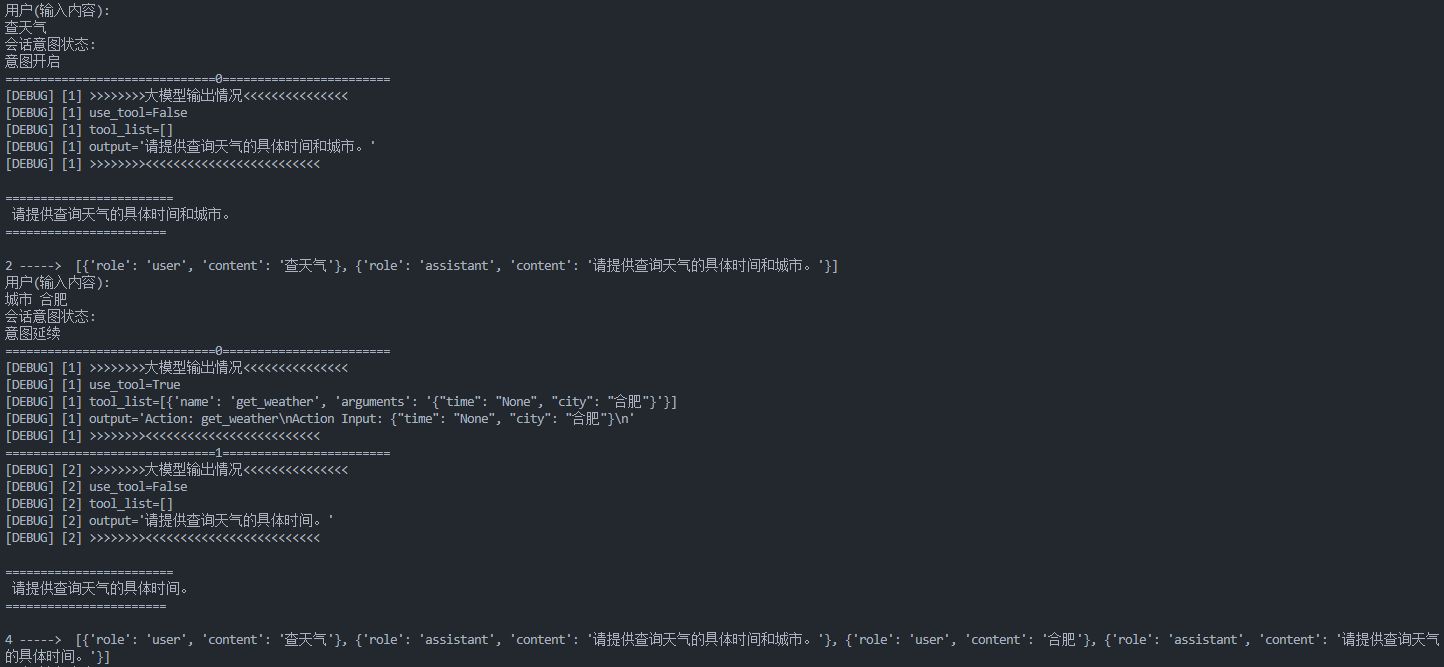 用户(输入内容):
查天气
会话意图状态:
意图开启
==============================0========================
[DEBUG] [1] >>>>>>>>大模型输出情况<<<<<<<<<<<<<<<
[DEBUG] [1] use_tool=False
[DEBUG] [1] tool_list=[]
[DEBUG] [1] output='请提供查询天气的具体时间和城市。'
[DEBUG] [1] >>>>>>>><<<<<<<<<<<<<<<<<<<<<<<<<
========================
请提供查询天气的具体时间和城市。
=======================
2 -----> [{'role': 'user', 'content': '查天气'}, {'role': 'assistant', 'content': '请提供查询天气的具体时间和城市。'}]
用户(输入内容):
城市 合肥
会话意图状态:
意图延续
==============================0========================
[DEBUG] [1] >>>>>>>>大模型输出情况<<<<<<<<<<<<<<<
[DEBUG] [1] use_tool=True
[DEBUG] [1] tool_list=[{'name': 'get_weather', 'arguments': '{"time": "None", "city": "合肥"}'}]
[DEBUG] [1] output='Action: get_weather\nAction Input: {"time": "None", "city": "合肥"}\n'
[DEBUG] [1] >>>>>>>><<<<<<<<<<<<<<<<<<<<<<<<<
==============================1========================
[DEBUG] [2] >>>>>>>>大模型输出情况<<<<<<<<<<<<<<<
[DEBUG] [2] use_tool=False
[DEBUG] [2] tool_list=[]
[DEBUG] [2] output='请提供查询天气的具体时间。'
[DEBUG] [2] >>>>>>>><<<<<<<<<<<<<<<<<<<<<<<<<
========================
请提供查询天气的具体时间。
=======================
4 -----> [{'role': 'user', 'content': '查天气'}, {'role': 'assistant', 'content': '请提供查询天气的具体时间和城市。'}, {'role': 'user', 'content': '合肥'}, {'role': 'assistant', 'content': '请提供查询天气
的具体时间。'}]